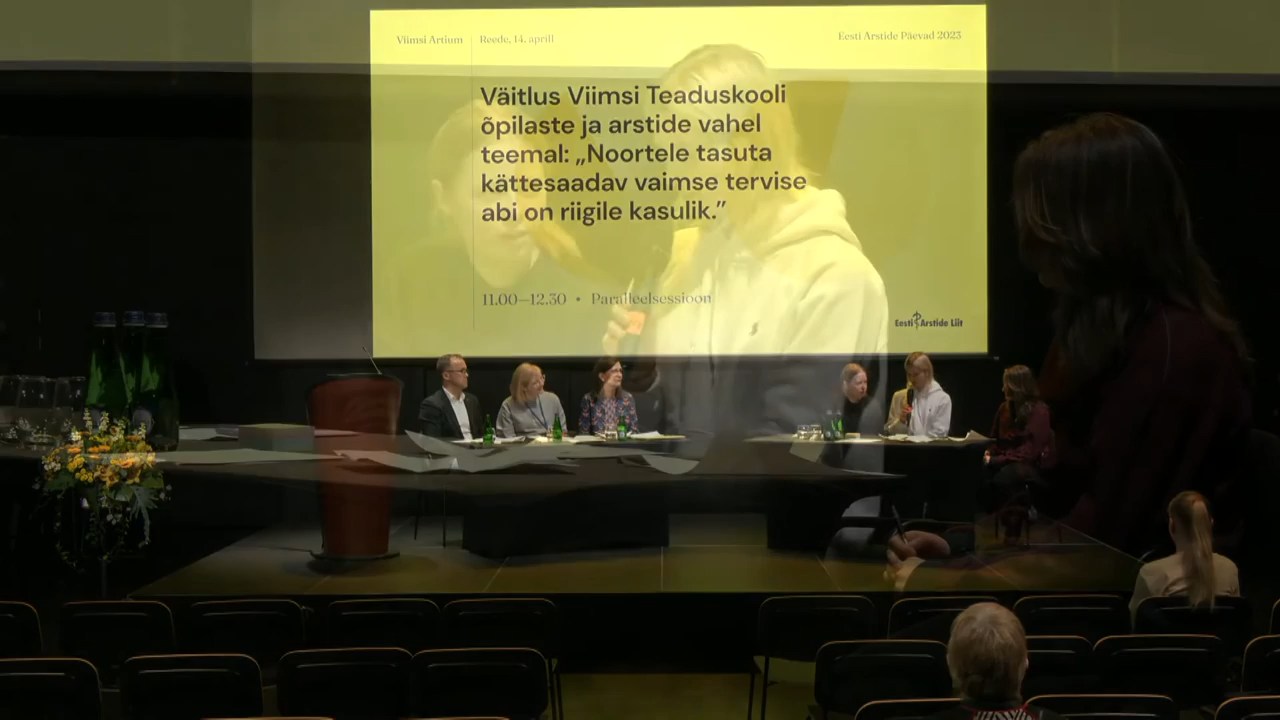 Viimsi Artium
Reede, 14. aprill
Eesti Arstide Päevad 2023
Väitlus Viimsi Teaduskooli
õpilaste ja arstide vahel
teemal: „Noortele tasuta
kättesaadav vaimse tervise
abi on riigile kasulik.”
11.00—12.30 • Paralleelsessioon
Eesti Arstide Liit